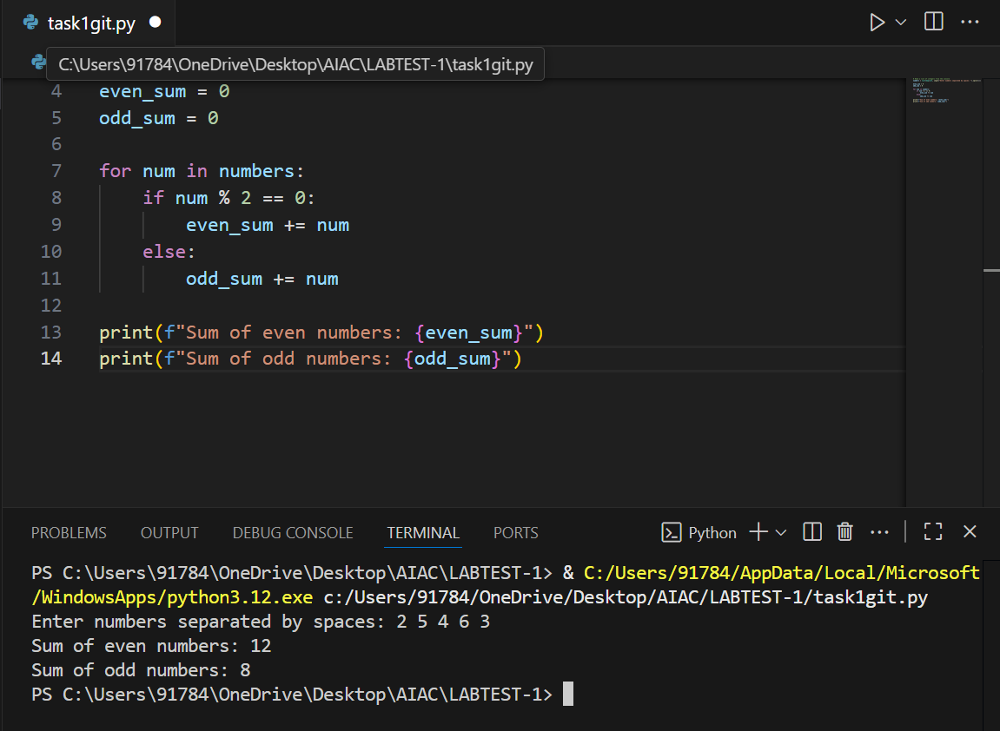 task1git.py
C:\Users\91784\OneDrive\Desktop\AIAC\LABTEST-1\task1git.py
4 even_sum = 0
5 odd_sum = 0
6
7 for num in numbers:
8     if num % 2 == 0:
9         even_sum += num
10     else:
11         odd_sum += num
12
13 print(f"Sum of even numbers: {even_sum}")
14 print(f"Sum of odd numbers: {odd_sum}")
PROBLEMS OUTPUT DEBUG CONSOLE TERMINAL PORTS Python
PS C:\Users\91784\OneDrive\Desktop\AIAC\LABTEST-1> & C:/Users/91784/AppData/Local/Microsoft
/WindowsApps/python3.12.exe c:/Users/91784/OneDrive/Desktop/AIAC/LABTEST-1/task1git.py
Enter numbers separated by spaces: 2 5 4 6 3
Sum of even numbers: 12
Sum of odd numbers: 8
PS C:\Users\91784\OneDrive\Desktop\AIAC\LABTEST-1>